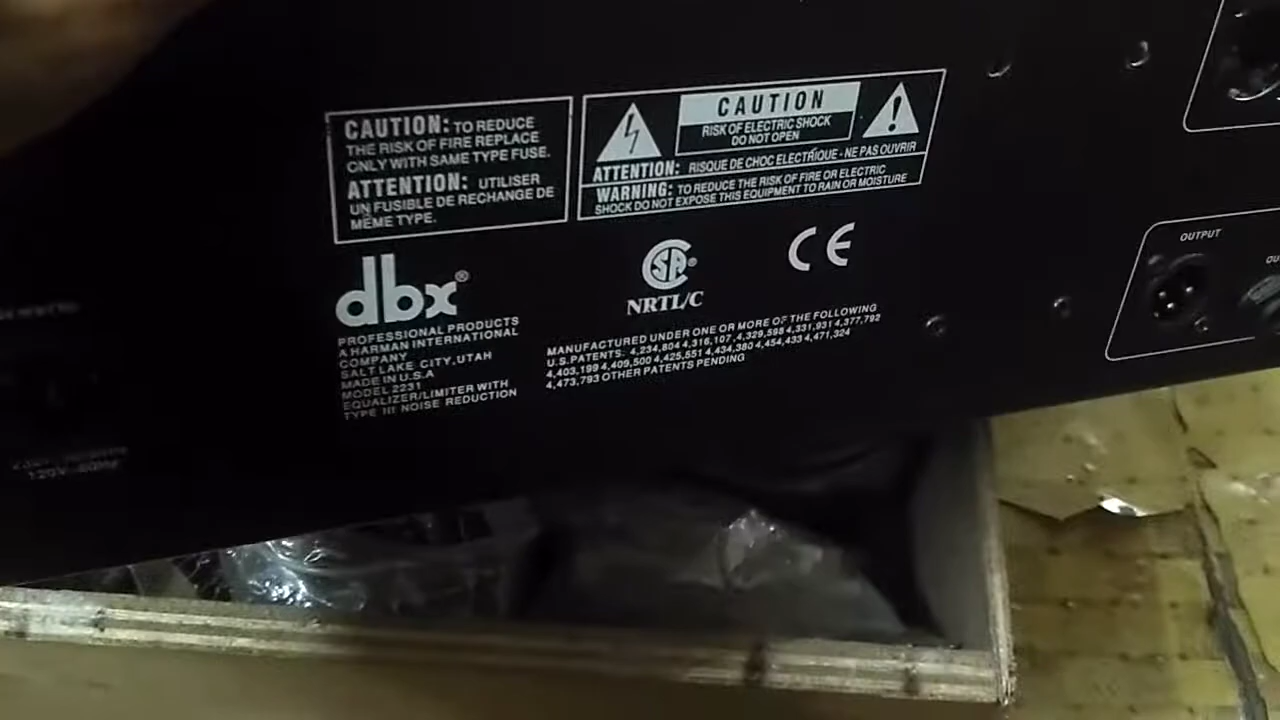 CAUTION: TO REDUCE
THE RISK OF FIRE REPLACE
ONLY WITH SAME TYPE FUSE.
ATTENTION: UTILISER
UN FUSIBLE DE RECHANGE DE
MÊME TYPE.
CAUTION
RISK OF ELECTRIC SHOCK
DO NOT OPEN
ATTENTION: RISQUE DE CHOC ELECTRIQUE - NE PAS OUVRIR
WARNING: TO REDUCE THE RISK OF FIRE OR ELECTRIC
SHOCK DO NOT EXPOSE THIS EQUIPMENT TO RAIN OR MOISTURE
dbx®
PROFESSIONAL PRODUCTS
A HARMAN INTERNATIONAL
COMPANY
SALT LAKE CITY, UTAH
MADE IN U.S.A
MODEL 2231
EQUALIZER/LIMITER WITH
TYPE III NOISE REDUCTION
SA®
NRTL/C
CE
MANUFACTURED UNDER ONE OR MORE OF THE FOLLOWING
U.S.PATENTS: 4,234,804 4,316,107 ,4,329,598 4,331,931 4,377,792
4,403,199 4,409,500 4,425,551 4,434,380 4,454,433 4,471,324
4,473,793 OTHER PATENTS PENDING
OUTPUT
OU
120V~60Hz